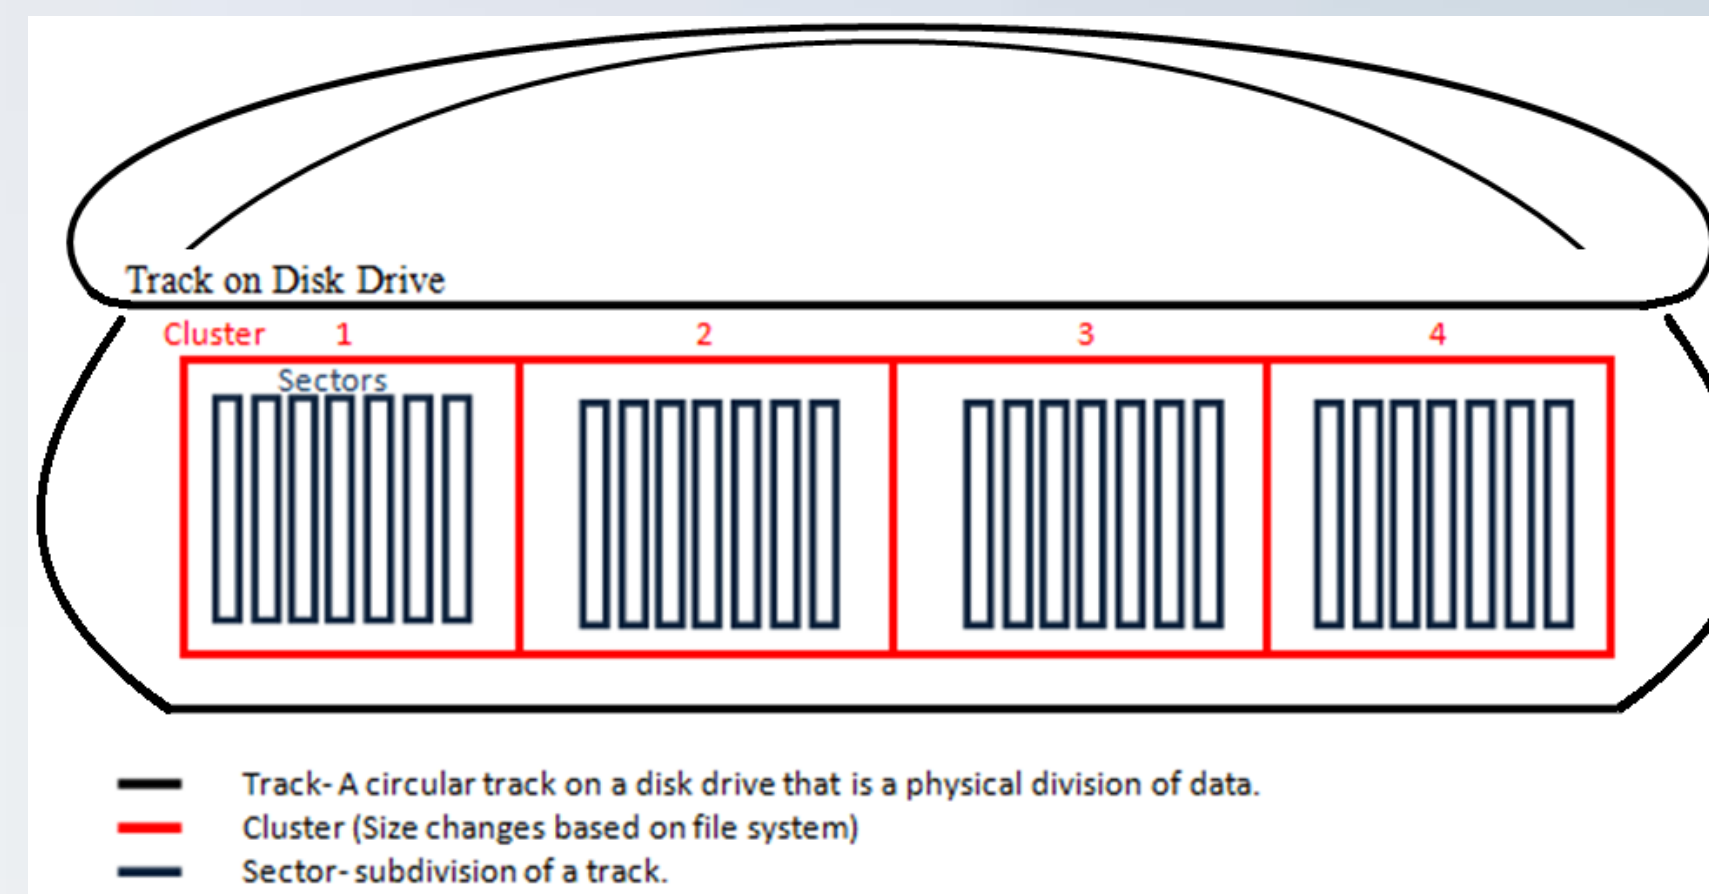 Track on Disk Drive
Cluster 1 2 3 4
Sectors
Track- A circular track on a disk drive that is a physical division of data.
Cluster (Size changes based on file system)
Sector- subdivision of a track.